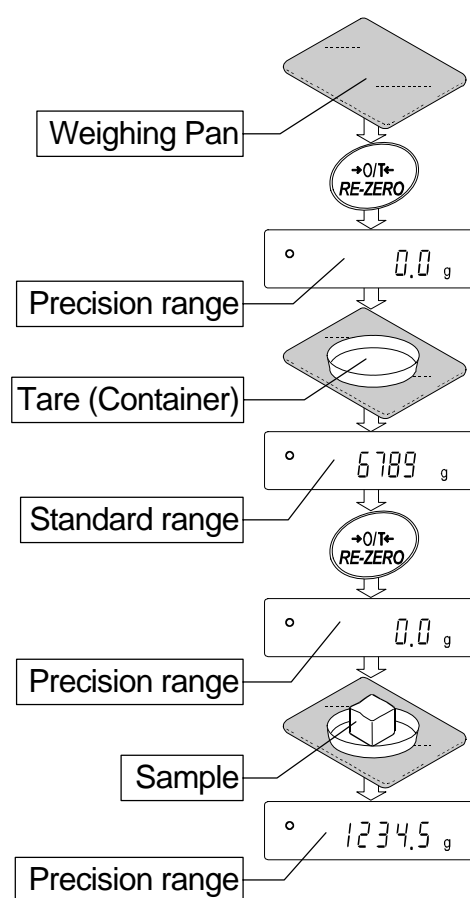 Weighing Pan
→0/T←
RE-ZERO
0.0 g
Precision range
Tare (Container)
6789 g
Standard range
→0/T←
RE-ZERO
0.0 g
Precision range
Sample
1234.5 g
Precision range